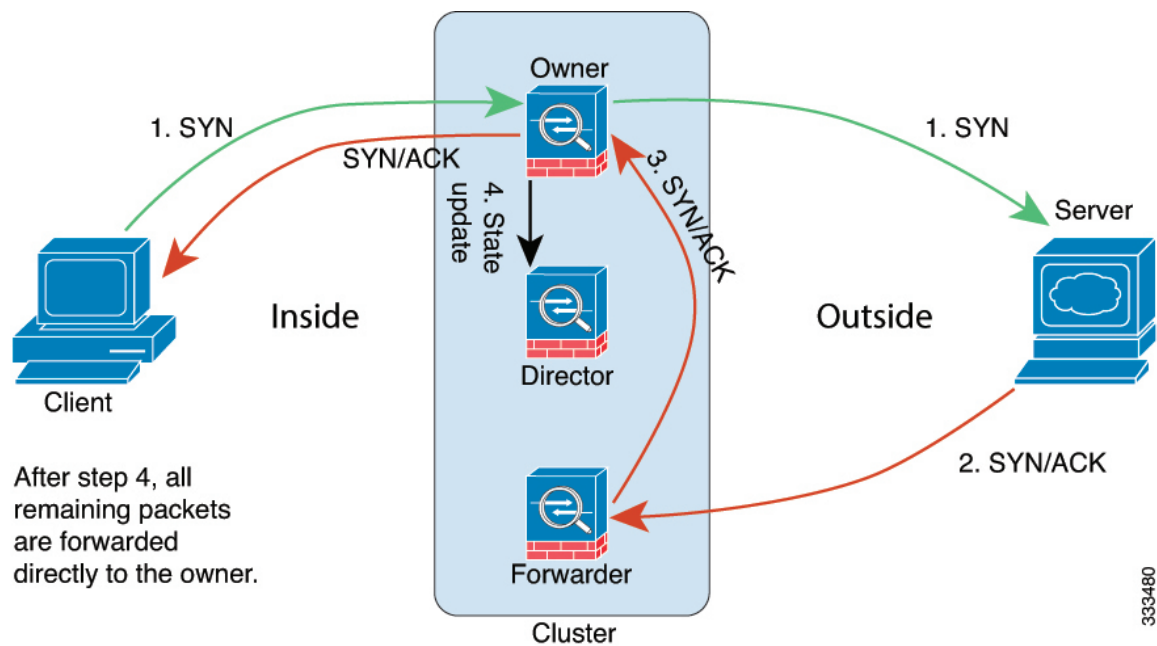 Owner
1. SYN
1. SYN
SYN/ACK
3. SYN/ACK
4. State
update
Server
Inside
Outside
Director
Client
2. SYN/ACK
After step 4, all
remaining packets
are forwarded
directly to the owner.
Forwarder
Cluster
333480